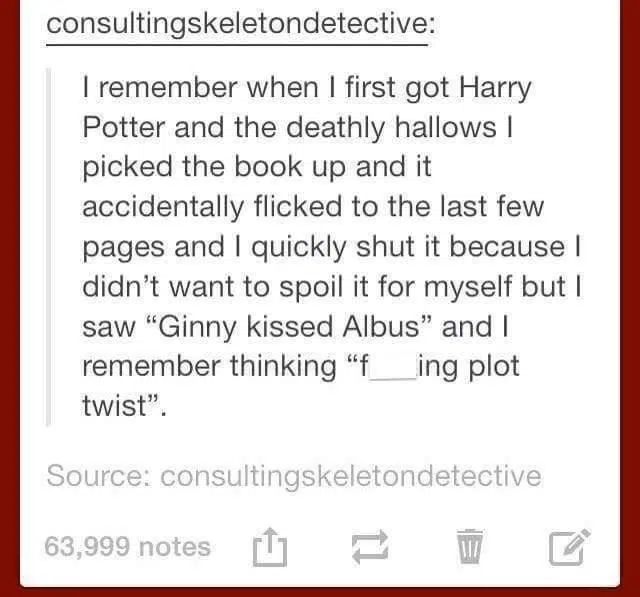 consultingskeletondetective:
I remember when I first got Harry
Potter and the deathly hallows I
picked the book up and it
accidentally flicked to the last few
pages and I quickly shut it because I
didn’t want to spoil it for myself but I
saw “Ginny kissed Albus” and I
remember thinking “f___ing plot
twist”.
Source: consultingskeletondetective
63,999 notes